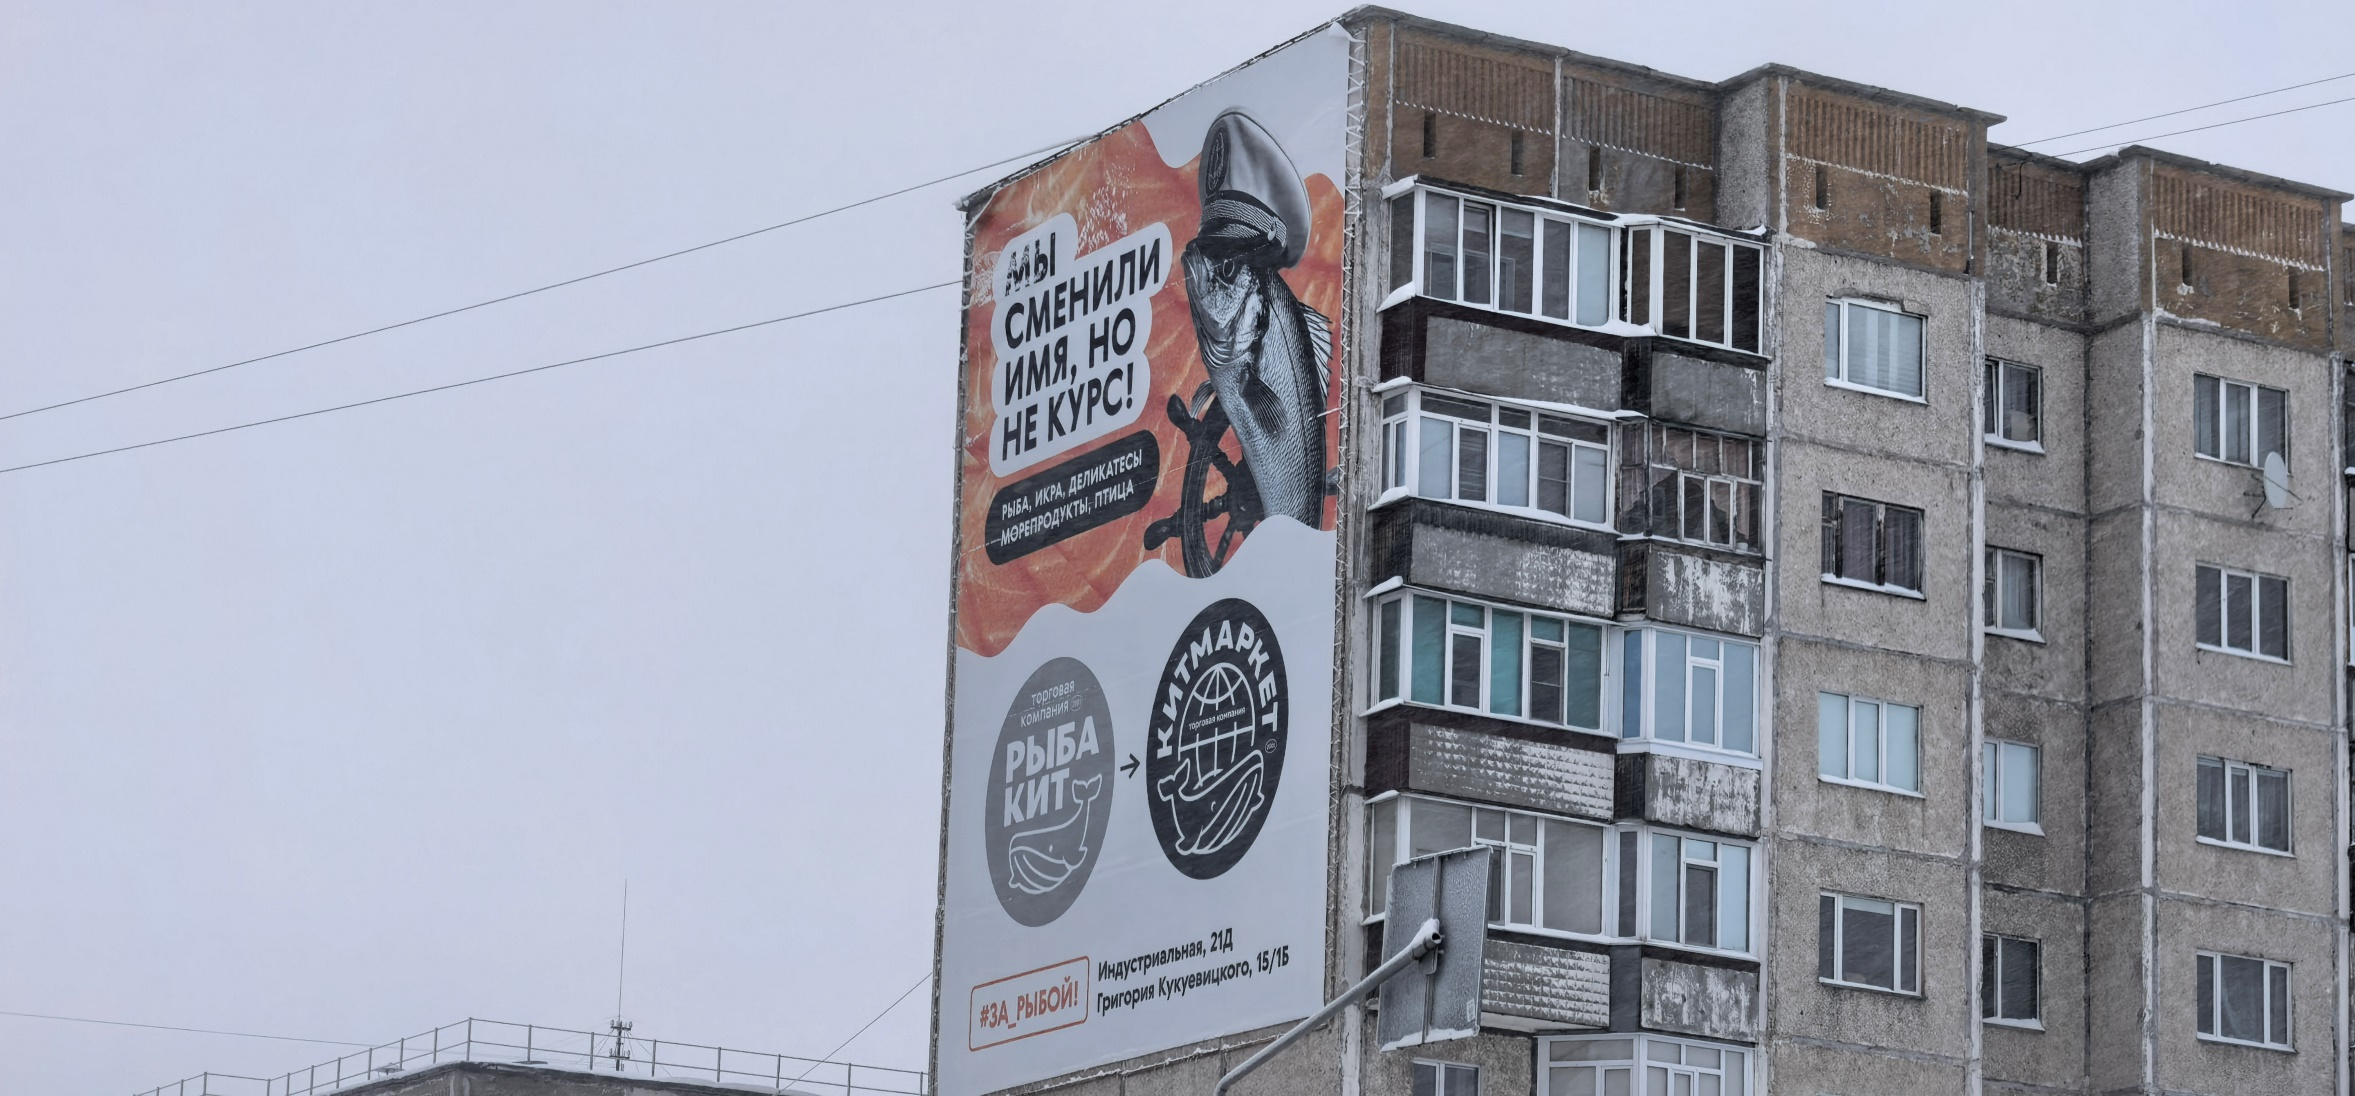 МЫ
СМЕНИЛИ
ИМЯ, НО
НЕ КУРС!
РЫБА, ИКРА, ДЕЛИКАТЕСЫ
МОРЕПРОДУКТЫ, ПТИЦА
торговая
компания
РЫБА
КИТ
КИТМАРКЕТ
торговая компания
#ЗА_РЫБОЙ!
Индустриальная, 21Д
Григория Кукуевицкого, 15/1Б